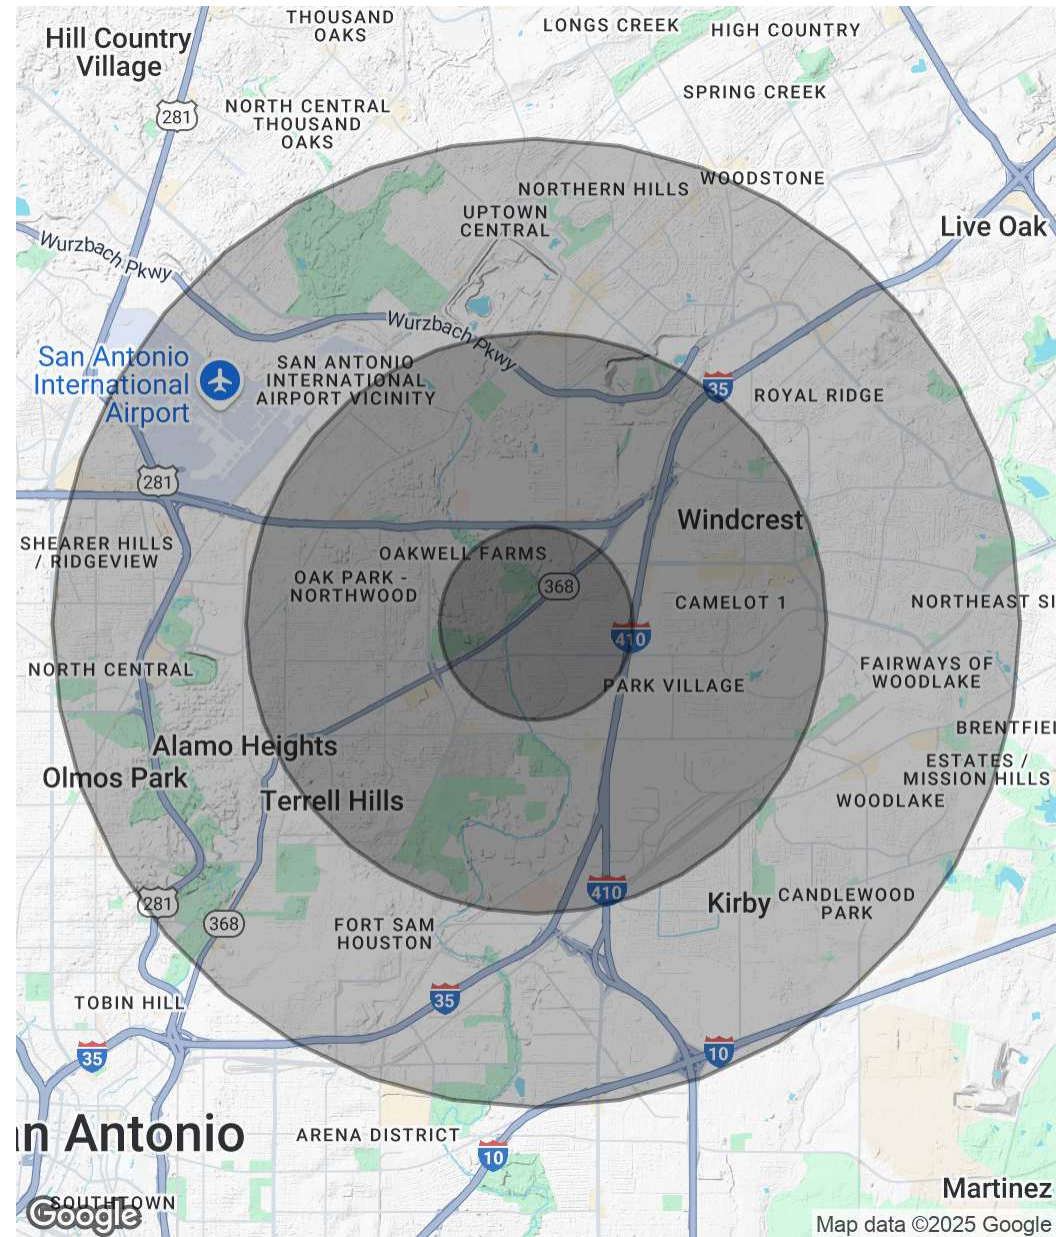 THOUSAND
OAKS
LONGS CREEK
HIGH COUNTRY
Hill Country
Village
SPRING CREEK
281
NORTH CENTRAL
THOUSAND
OAKS
WOODSTONE
NORTHERN HILLS
UPTOWN
CENTRAL
Live Oak
Wurzbach Pkwy
Wurzbach Pkwy
San Antonio
International
Airport
SAN ANTONIO
INTERNATIONAL
AIRPORT VICINITY
35
ROYAL RIDGE
281
Windcrest
SHEARER HILLS
/ RIDGEVIEW
OAKWELL FARMS
OAK PARK -
NORTHWOOD
368
CAMELOT 1
NORTHEAST SI
410
NORTH CENTRAL
FAIRWAYS OF
WOODLAKE
PARK VILLAGE
BRENTFIEL
Alamo Heights
Olmos Park
ESTATES /
MISSION HILLS
Terrell Hills
WOODLAKE
410
281
Kirby
CANDLEWOOD
PARK
368
FORT SAM
HOUSTON
35
TOBIN HILL
35
10
an Antonio
ARENA DISTRICT
10
Martinez
SOUTHTOWN
Google
Map data ©2025 Google